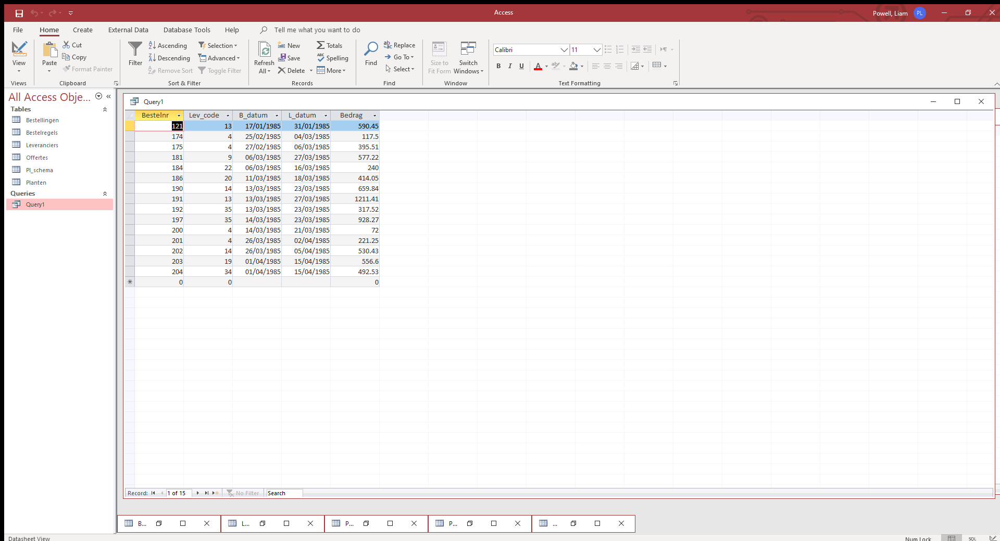 Access
Powell, Liam PL
File Home Create External Data Database Tools Help Tell me what you want to do
View
Views
Paste
Cut
Copy
Format Painter
Clipboard
Filter
Ascending
Descending
Remove Sort
Selection
Advanced
Toggle Filter
Sort & Filter
Refresh All
New
Save
Delete
Totals
Spelling
More
Records
Find
Replace
Go To
Select
Find
Size to Fit Form
Switch Windows
Window
Calibri 11
B I U A
Text Formatting
All Access Obje...
Tables
Bestellingen
Bestelregels
Leveranciers
Offertes
Pl_schema
Planten
Queries
Query1
Query1
Bestelnr Lev_code B_datum L_datum Bedrag
121 13 17/01/1985 31/01/1985 590.45
174 4 25/02/1985 04/03/1985 117.5
175 4 27/02/1985 06/03/1985 395.51
181 9 06/03/1985 27/03/1985 577.22
184 22 06/03/1985 16/03/1985 240
186 20 11/03/1985 18/03/1985 414.05
190 14 13/03/1985 23/03/1985 659.84
191 13 13/03/1985 27/03/1985 1211.41
192 35 13/03/1985 23/03/1985 317.52
197 35 14/03/1985 23/03/1985 928.27
200 4 14/03/1985 21/03/1985 72
201 4 26/03/1985 02/04/1985 221.25
202 14 26/03/1985 05/04/1985 530.43
203 19 01/04/1985 15/04/1985 556.6
204 34 01/04/1985 15/04/1985 492.53
0 0 0
Record: 1 of 15 No Filter Search
B... L... P... P... ...
Datasheet View Num Lock SQL